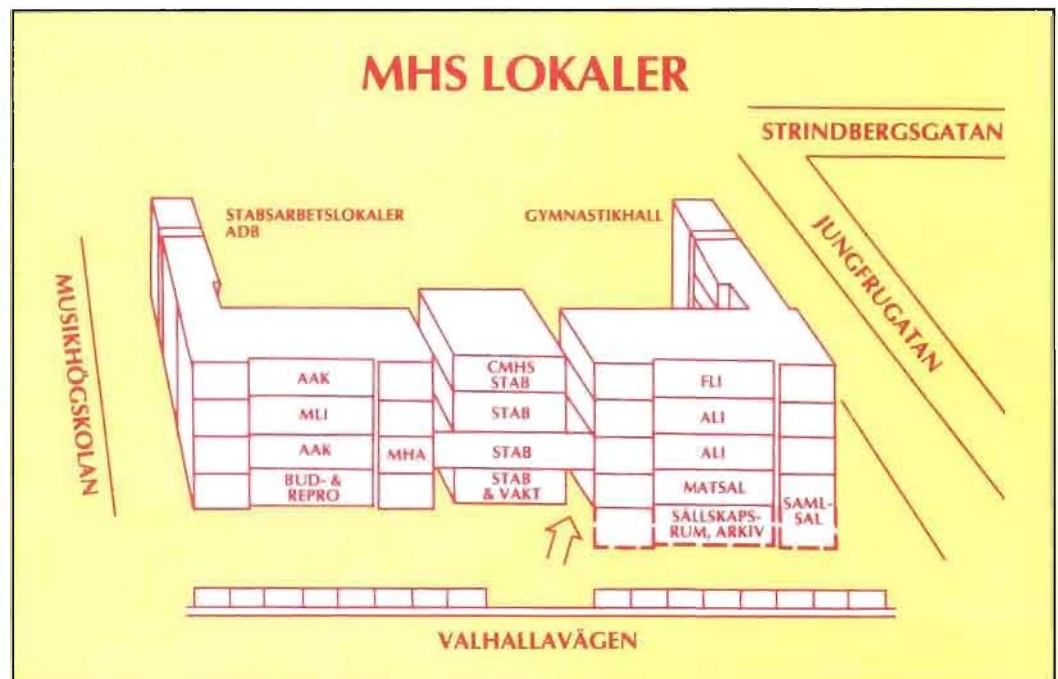 MHS LOKALER
STRINDBERGSGATAN
JUNGFRUGATAN
STABSARBETSLOKALER
ADB
GYMNASTIKHALL
MUSIKHÖGSKOLAN
AAK
MLI
AAK
BUD- &
REPRO
MHA
CMHS
STAB
STAB
STAB
STAB
& VAKT
FLI
ALI
ALI
MATSAL
SÄLLSKAPS-
RUM, ARKIV
SAML-
SAL
VALHALLAVÄGEN